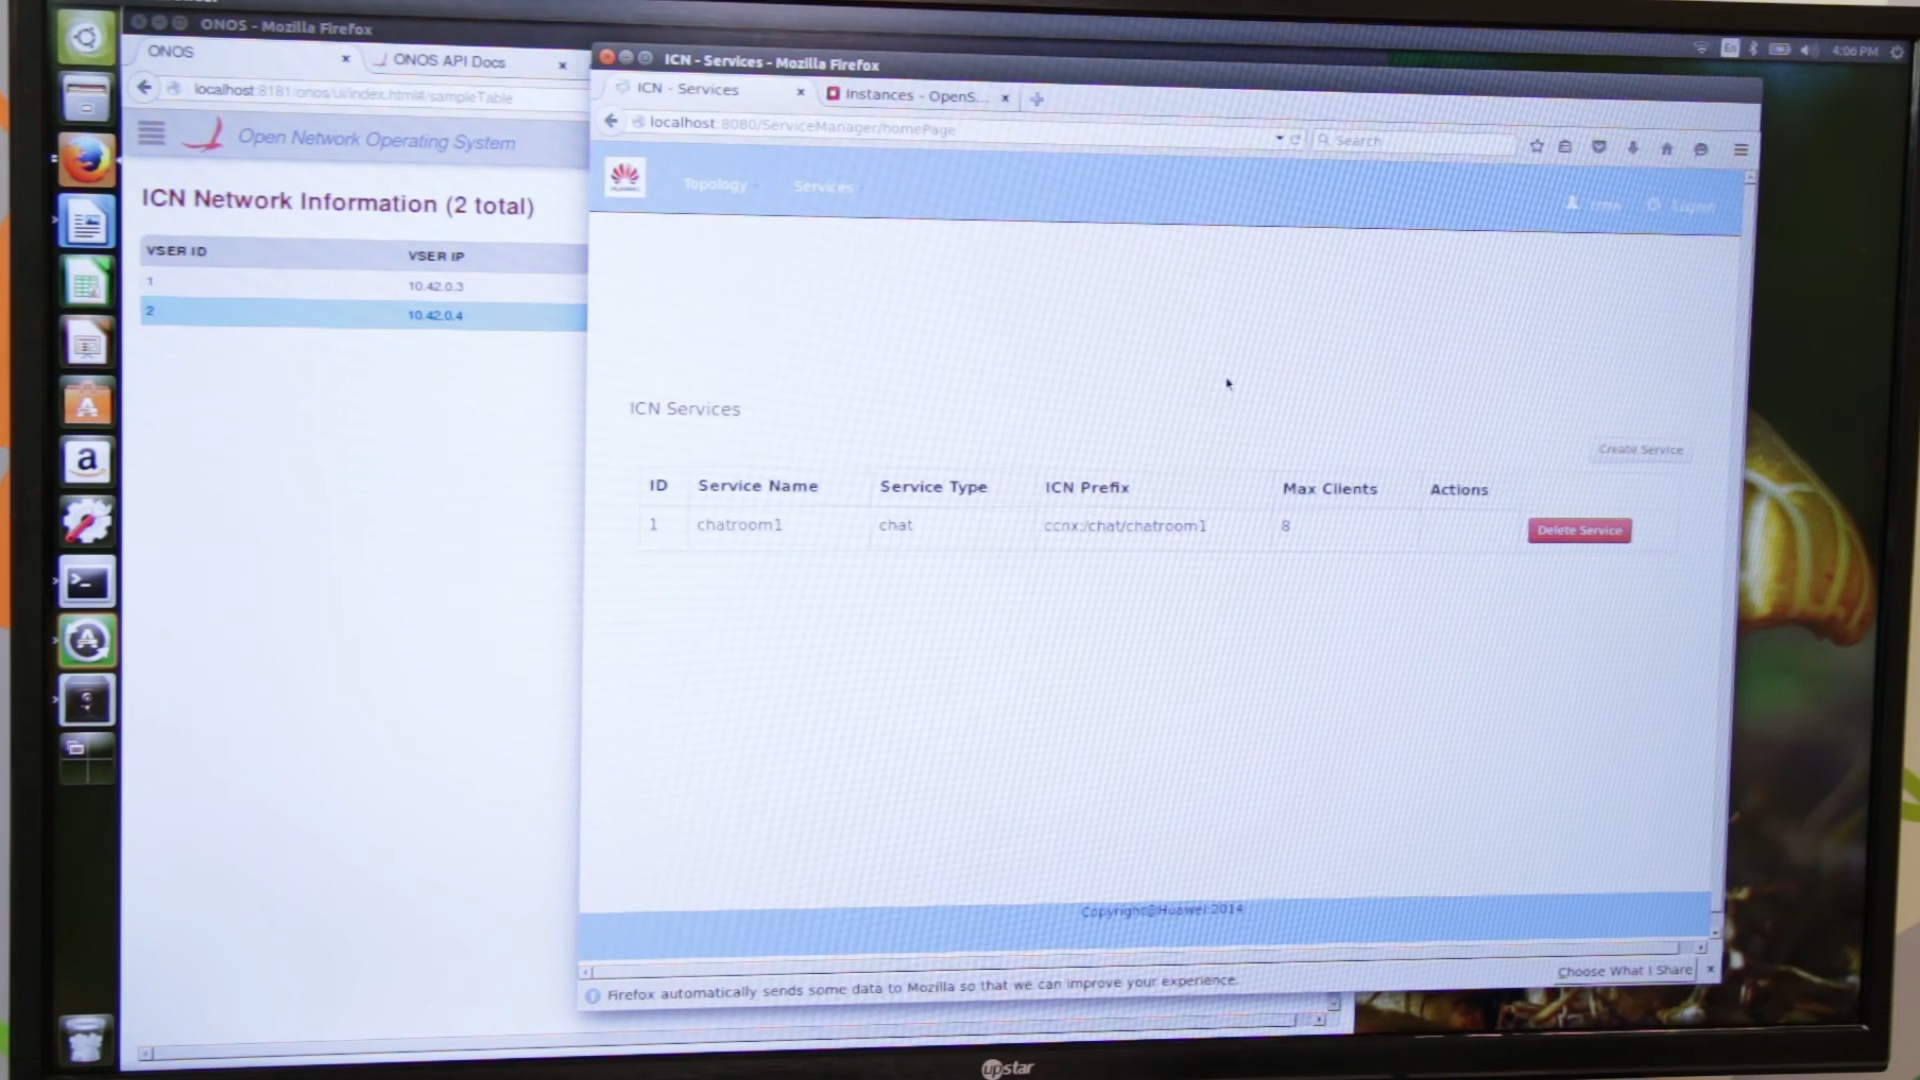 ONOS - Mozilla Firefox
ONOS
ONOS API Docs
localhost:8181/onos/ui/index.html#/sampleTable
Open Network Operating System
ICN Network Information (2 total)
VSER ID VSER IP
1 10.42.0.3
2 10.42.0.4
En 4:06 PM
ICN - Services - Mozilla Firefox
ICN - Services
Instances - OpenS...
localhost:8080/ServiceManager/homePage
Search
HUAWEI
Topology
Services
Logout
ICN Services
Create Service
ID Service Name Service Type ICN Prefix Max Clients Actions
1 chatroom1 chat ccnx:/chat/chatroom1 8 Delete Service
Copyright@Huawei.2014
Firefox automatically sends some data to Mozilla so that we can improve your experience.
Choose What I Share
upstar